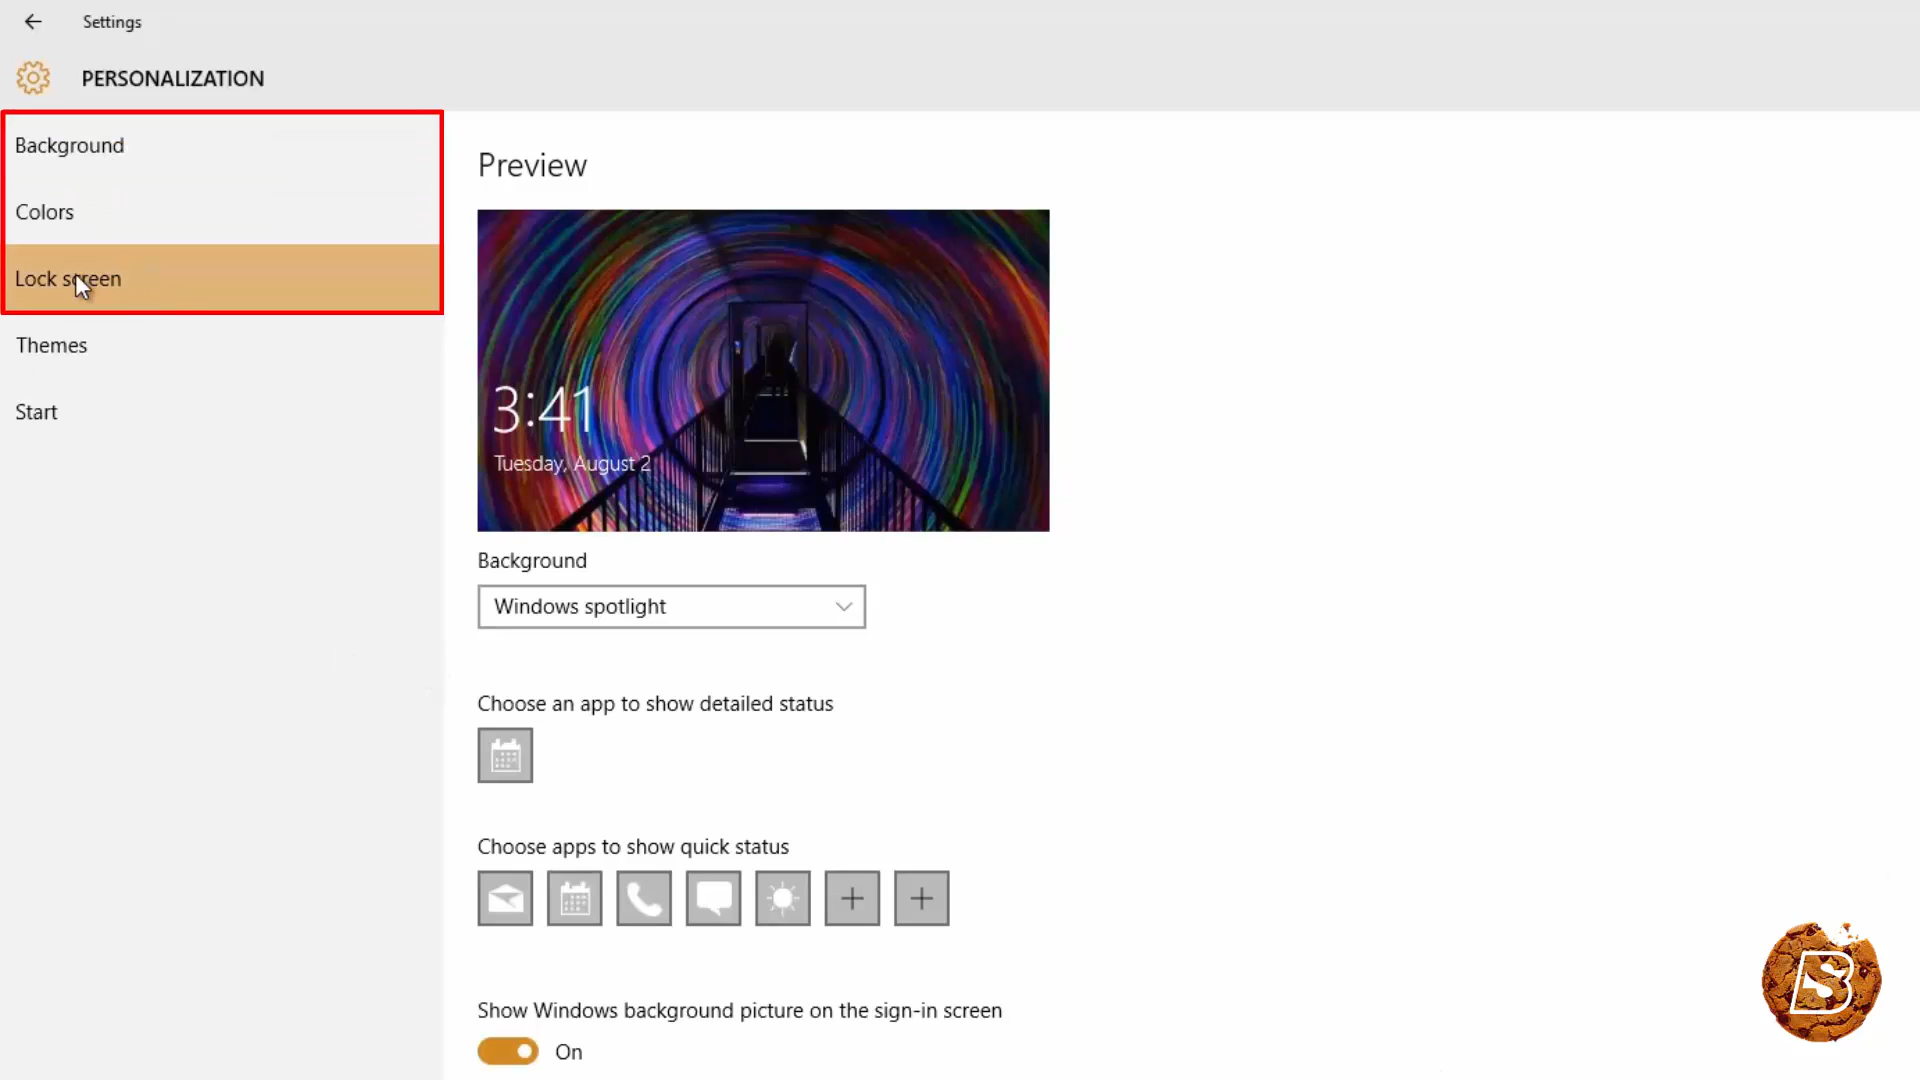 Settings
PERSONALIZATION
Background
Colors
Lock screen
Themes
Start
Preview
3:41
Tuesday, August 2
Background
Windows spotlight
Choose an app to show detailed status
Choose apps to show quick status
Show Windows background picture on the sign-in screen
On